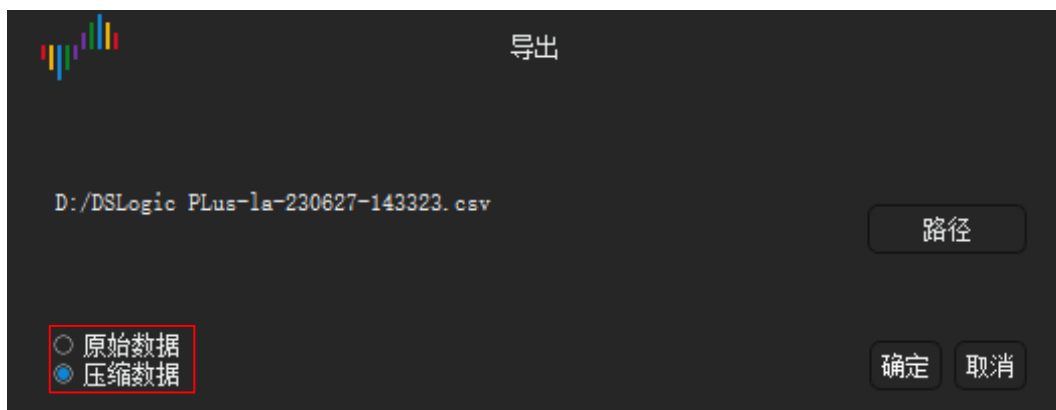 导出
D:/DSLogic PLus-la-230627-143323.csv
路径
原始数据
压缩数据
确定
取消